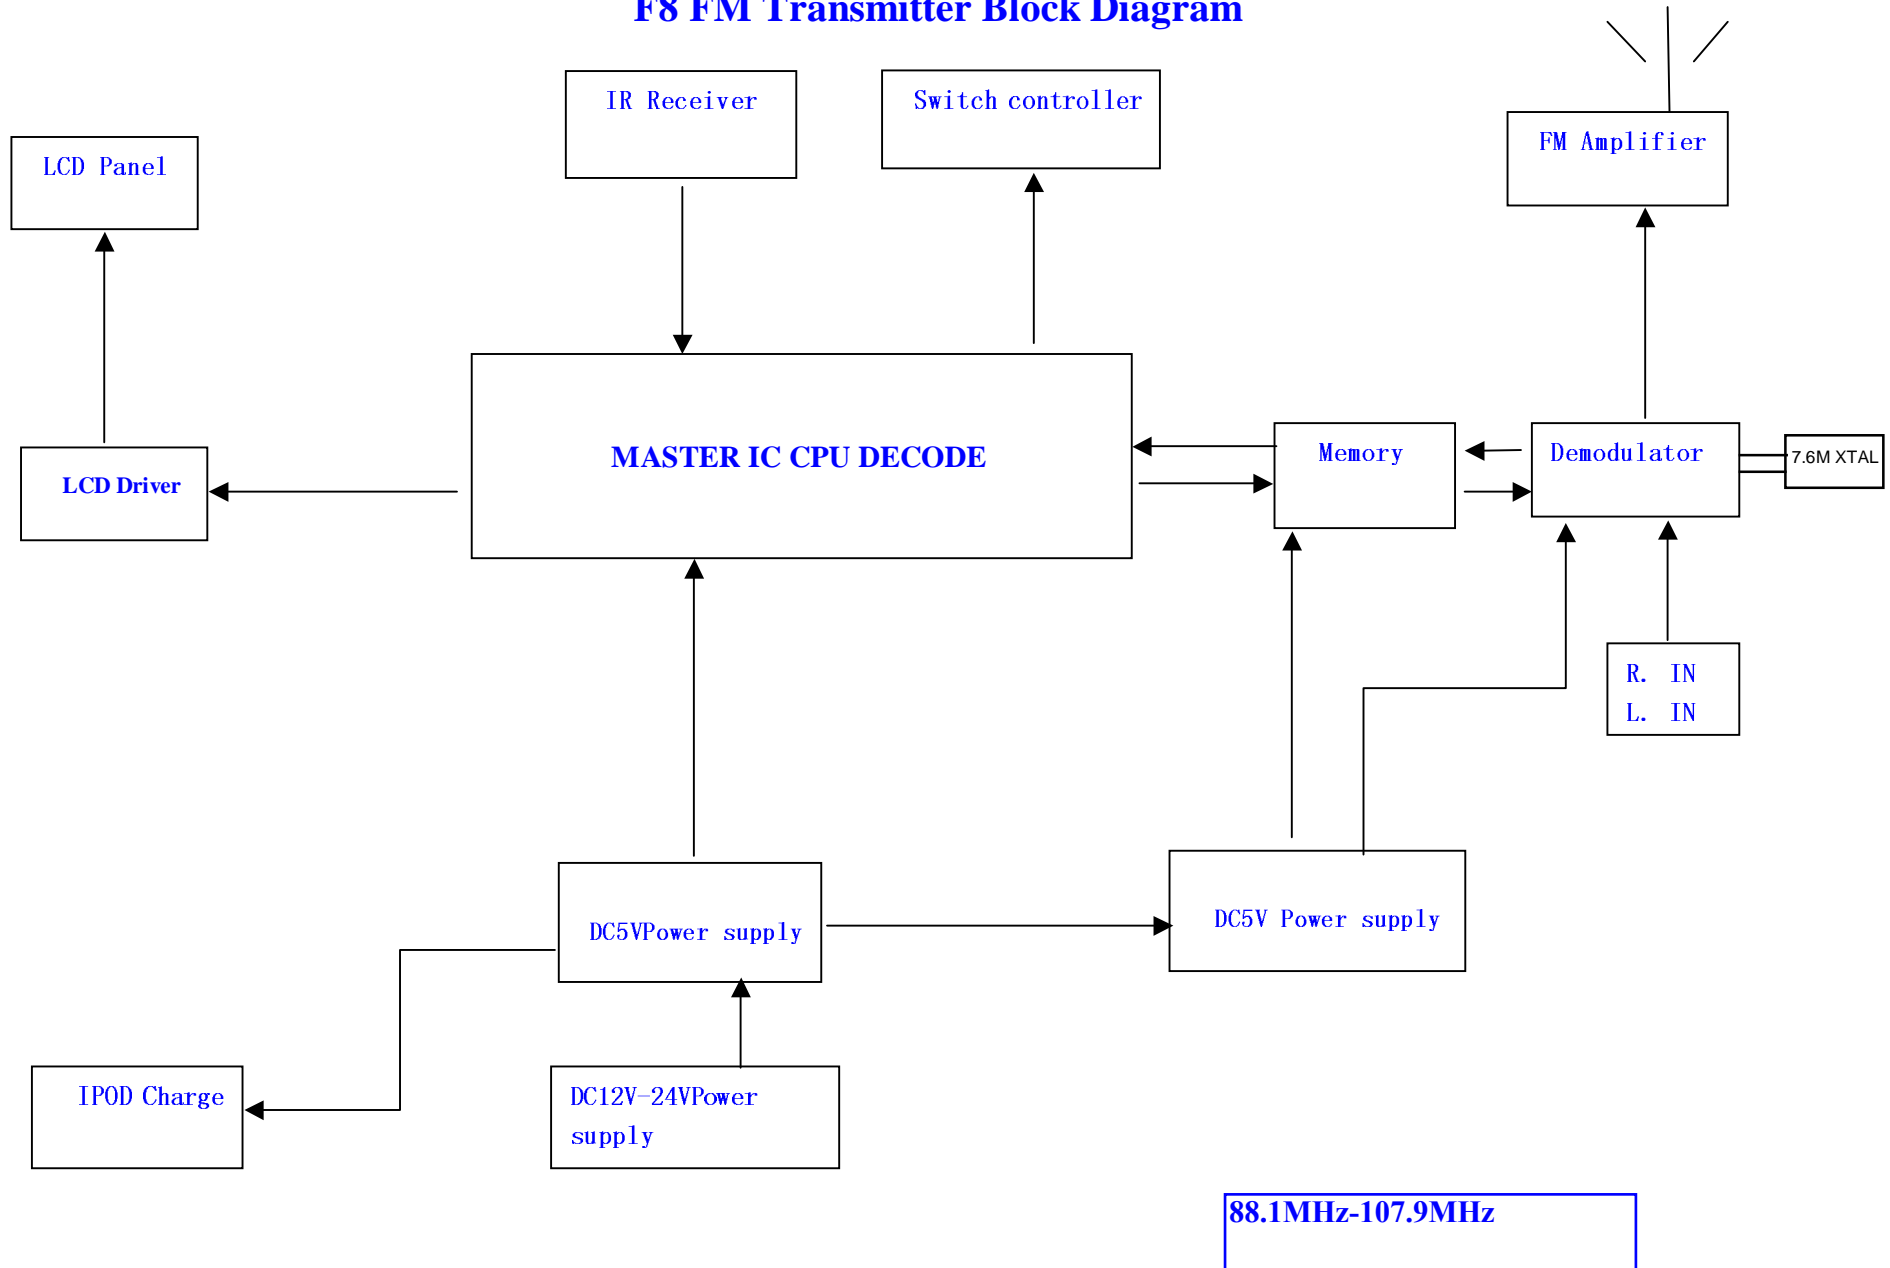 F8 FM Transmitter Block Diagram
IR Receiver
Switch controller
FM Amplifier
LCD Panel
MASTER IC CPU DECODE
Memory
Demodulator
7.6M XTAL
LCD Driver
R. IN
L. IN
DC5VPower supply
DC5V Power supply
IPOD Charge
DC12V-24VPower
supply
88.1MHz-107.9MHz